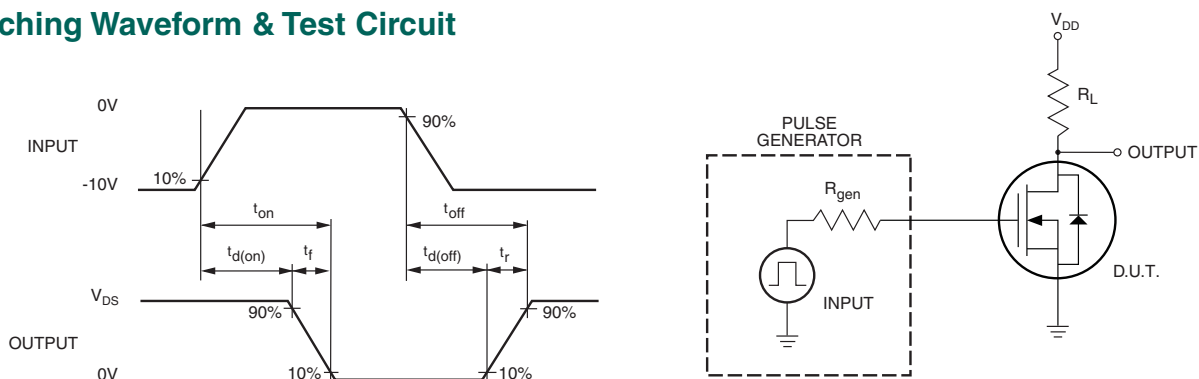 ching Waveform & Test Circuit
0V
INPUT
-10V
10%
90%
t_on
t_off
t_d(on)
t_f
t_d(off)
t_r
V_DS
OUTPUT
0V
90%
10%
90%
10%
V_DD
R_L
OUTPUT
PULSE
GENERATOR
R_gen
INPUT
D.U.T.